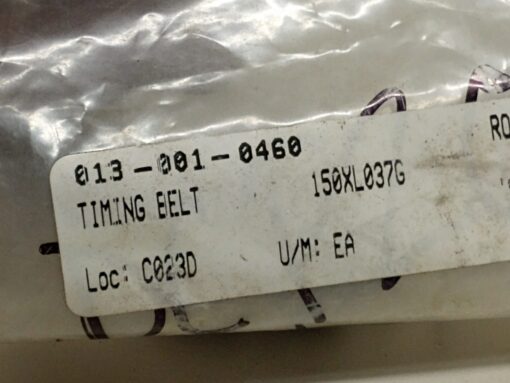 013-001-0460
TIMING BELT 150XL037G
Loc: C023D U/M: EA